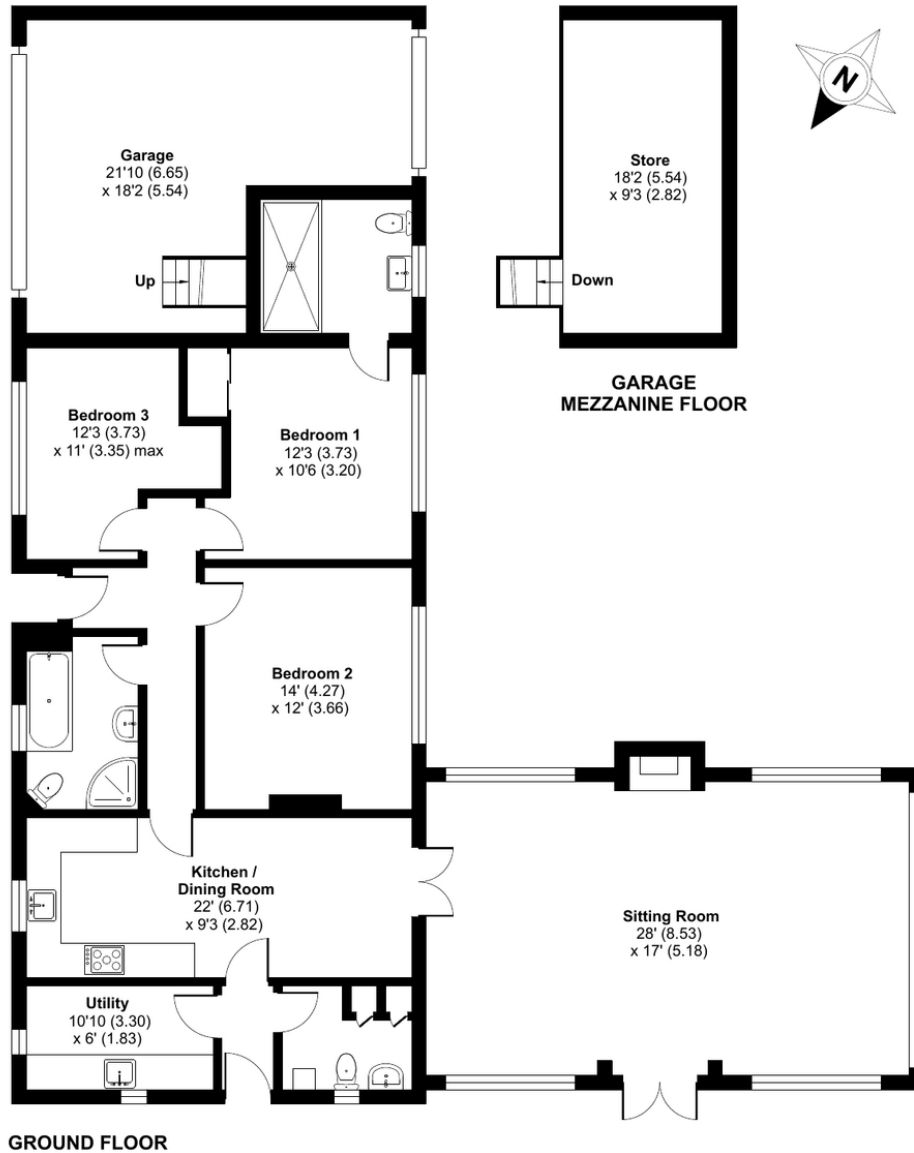 Garage
21'10 (6.65)
x 18'2 (5.54)
Up
Store
18'2 (5.54)
x 9'3 (2.82)
Down
N
GARAGE
MEZZANINE FLOOR
Bedroom 3
12'3 (3.73)
x 11' (3.35) max
Bedroom 1
12'3 (3.73)
x 10'6 (3.20)
Bedroom 2
14' (4.27)
x 12' (3.66)
Kitchen /
Dining Room
22' (6.71)
x 9'3 (2.82)
Sitting Room
28' (8.53)
x 17' (5.18)
Utility
10'10 (3.30)
x 6' (1.83)
GROUND FLOOR